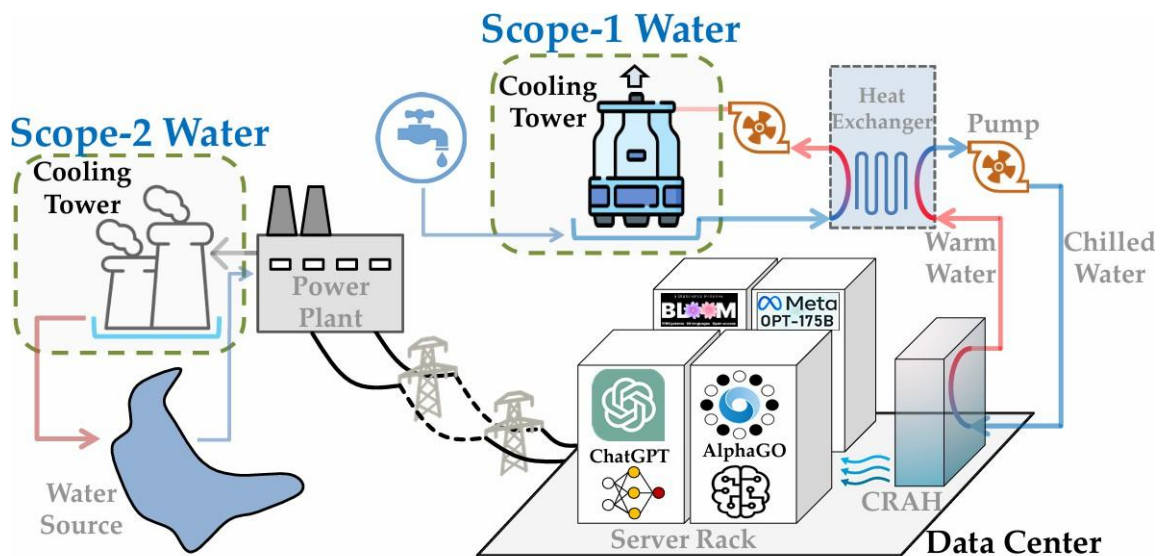 Scope-1 Water
Cooling
Tower
Heat
Exchanger
Pump
Scope-2 Water
Cooling
Tower
Power
Plant
Warm
Water
Chilled
Water
BLOOM
Meta
OPT-175B
ChatGPT
AlphaGO
Water
Source
Server Rack
CRAH
Data Center